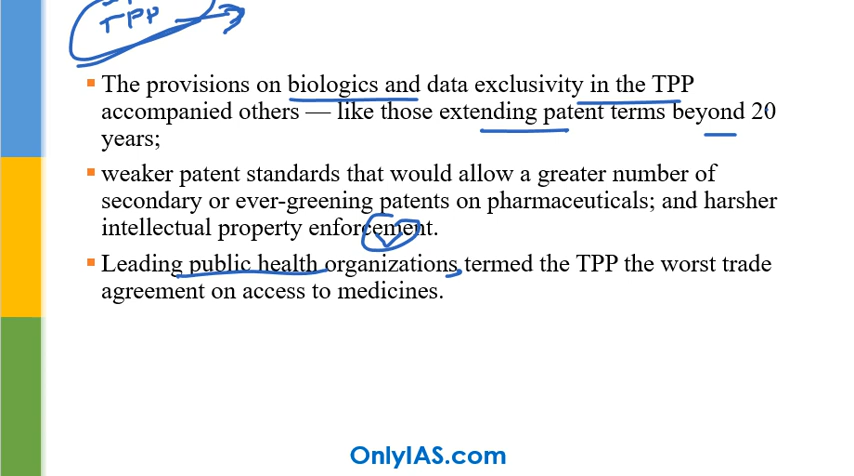 TPP
The provisions on biologics and data exclusivity in the TPP
accompanied others — like those extending patent terms beyond 20
years;
weaker patent standards that would allow a greater number of
secondary or ever-greening patents on pharmaceuticals; and harsher
intellectual property enforcement.
Leading public health organizations termed the TPP the worst trade
agreement on access to medicines.
OnlyIAS.com